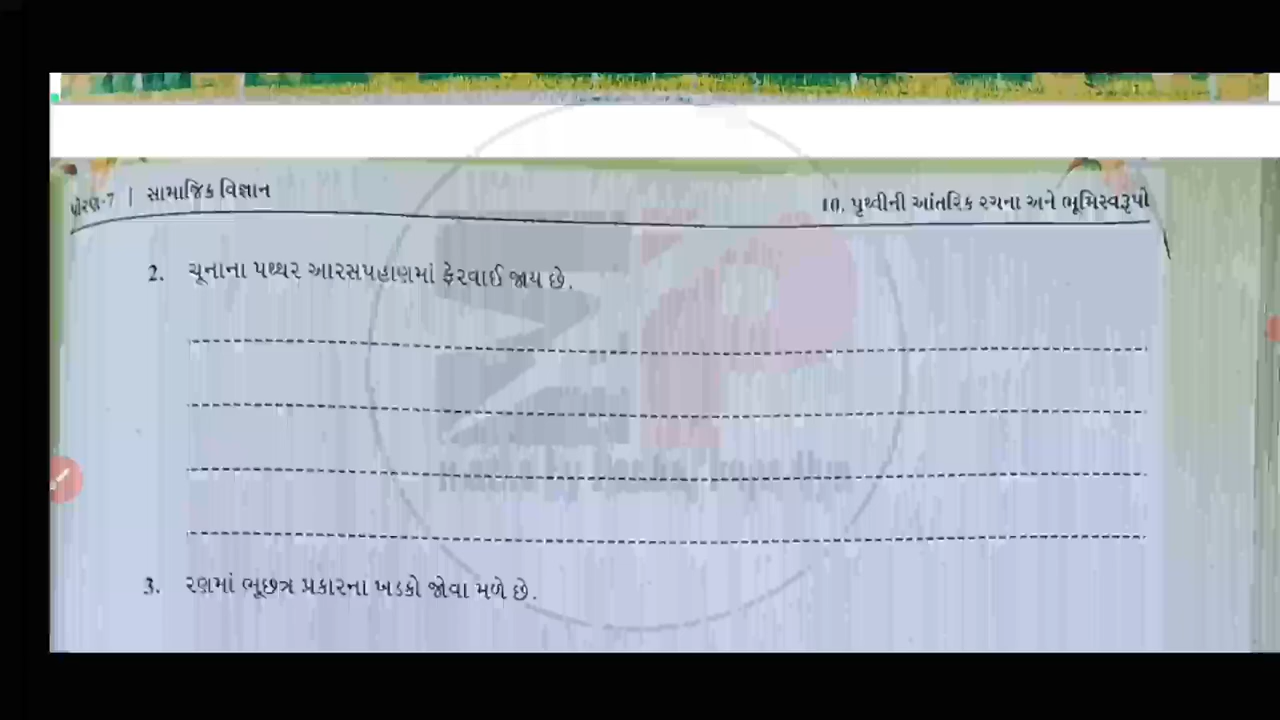 ધોરણ-7 | સામાજિક વિજ્ઞાન
10. પૃથ્વીની આંતરિક રચના અને ભૂમિસ્વરૂપો
2. ચૂનાના પથ્થર આરસપહાણમાં ફેરવાઈ જાય છે.
3. રણમાં ભૂછત્ર પ્રકારના ખડકો જોવા મળે છે.